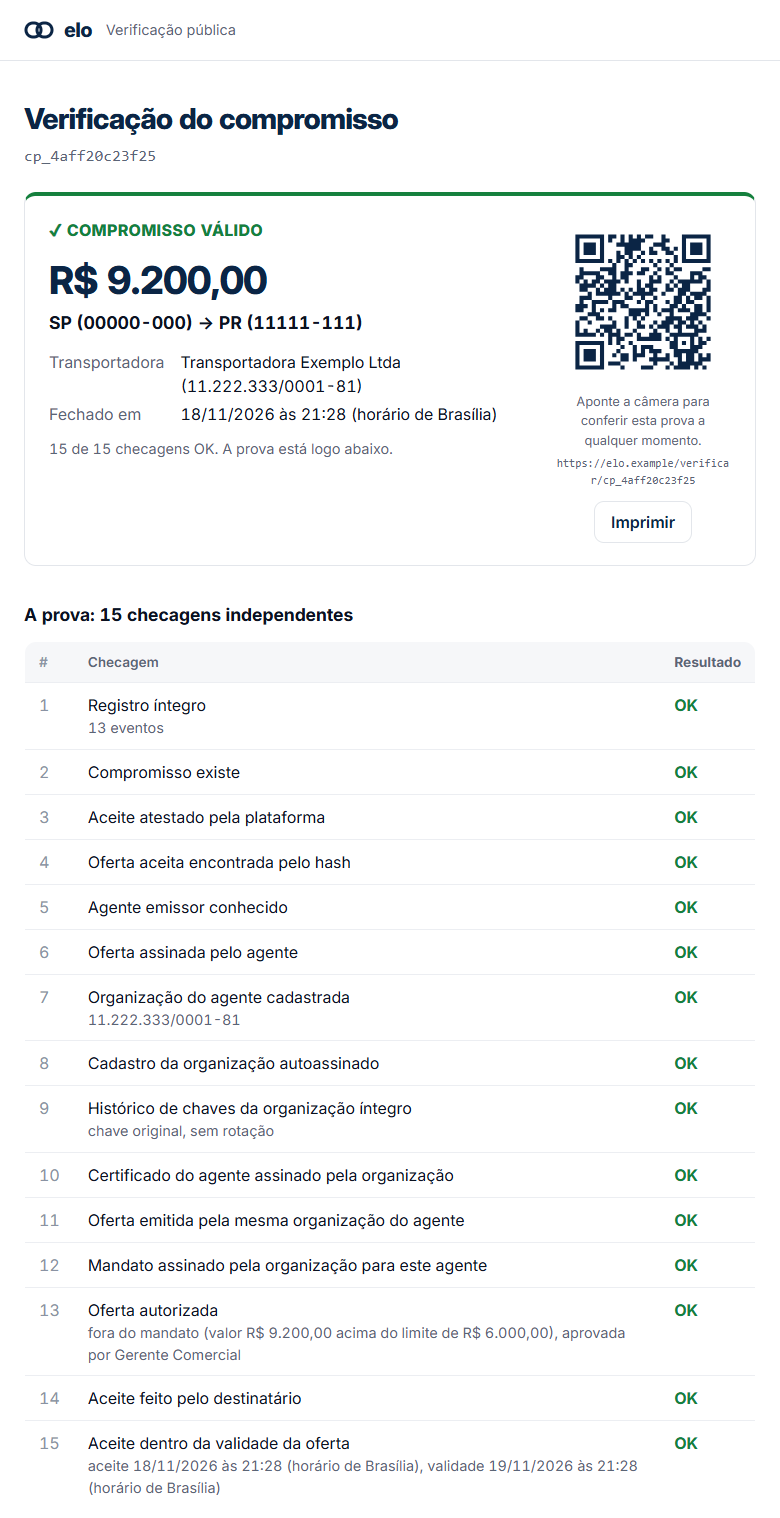 elo Verificação pública
Verificação do compromisso
cp_4aff20c23f25
✓ COMPROMISSO VÁLIDO
R$ 9.200,00
SP (00000-000) → PR (11111-111)
Transportadora Transportadora Exemplo Ltda
(11.222.333/0001-81)
Fechado em 18/11/2026 às 21:28 (horário de Brasília)
15 de 15 checagens OK. A prova está logo abaixo.
Aponte a câmera para
conferir esta prova a
qualquer momento.
https://elo.example/verifica
r/cp_4aff20c23f25
Imprimir
A prova: 15 checagens independentes
# Checagem Resultado
1 Registro íntegro OK
13 eventos
2 Compromisso existe OK
3 Aceite atestado pela plataforma OK
4 Oferta aceita encontrada pelo hash OK
5 Agente emissor conhecido OK
6 Oferta assinada pelo agente OK
7 Organização do agente cadastrada OK
11.222.333/0001-81
8 Cadastro da organização autoassinado OK
9 Histórico de chaves da organização íntegro OK
chave original, sem rotação
10 Certificado do agente assinado pela organização OK
11 Oferta emitida pela mesma organização do agente OK
12 Mandato assinado pela organização para este agente OK
13 Oferta autorizada OK
fora do mandato (valor R$ 9.200,00 acima do limite de R$ 6.000,00), aprovada
por Gerente Comercial
14 Aceite feito pelo destinatário OK
15 Aceite dentro da validade da oferta OK
aceite 18/11/2026 às 21:28 (horário de Brasília), validade 19/11/2026 às 21:28
(horário de Brasília)